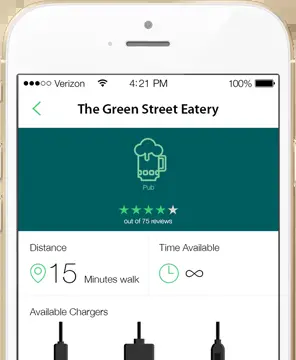 Verizon 4:21 PM 100%
The Green Street Eatery
Pub
out of 75 reviews
Distance Time Available
15 Minutes walk ∞
Available Chargers